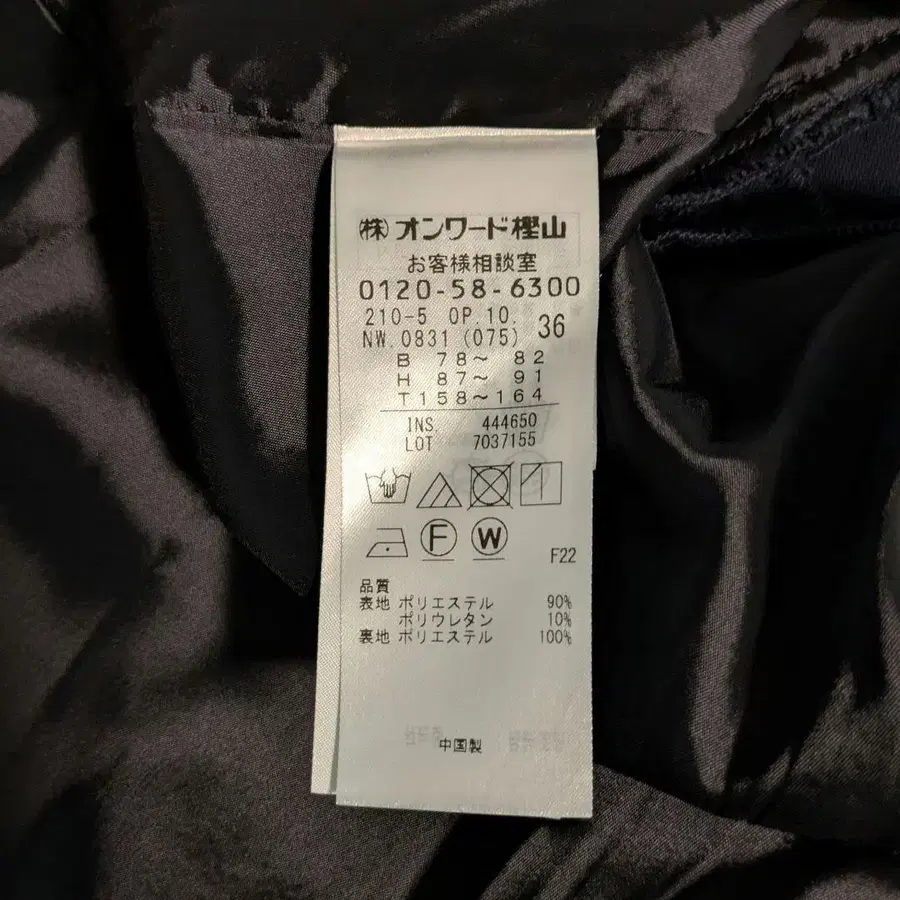 (株)オンワード樫山
お客様相談室
0120-58-6300
210-5 OP.10. 36
NW.0831 (075)
B 78～ 82
H 87～ 91
T 158～164
INS. 444650
LOT 7037155
F
W
F22
品質
表地 ポリエステル 90%
ポリウレタン 10%
裏地 ポリエステル 100%
中国製